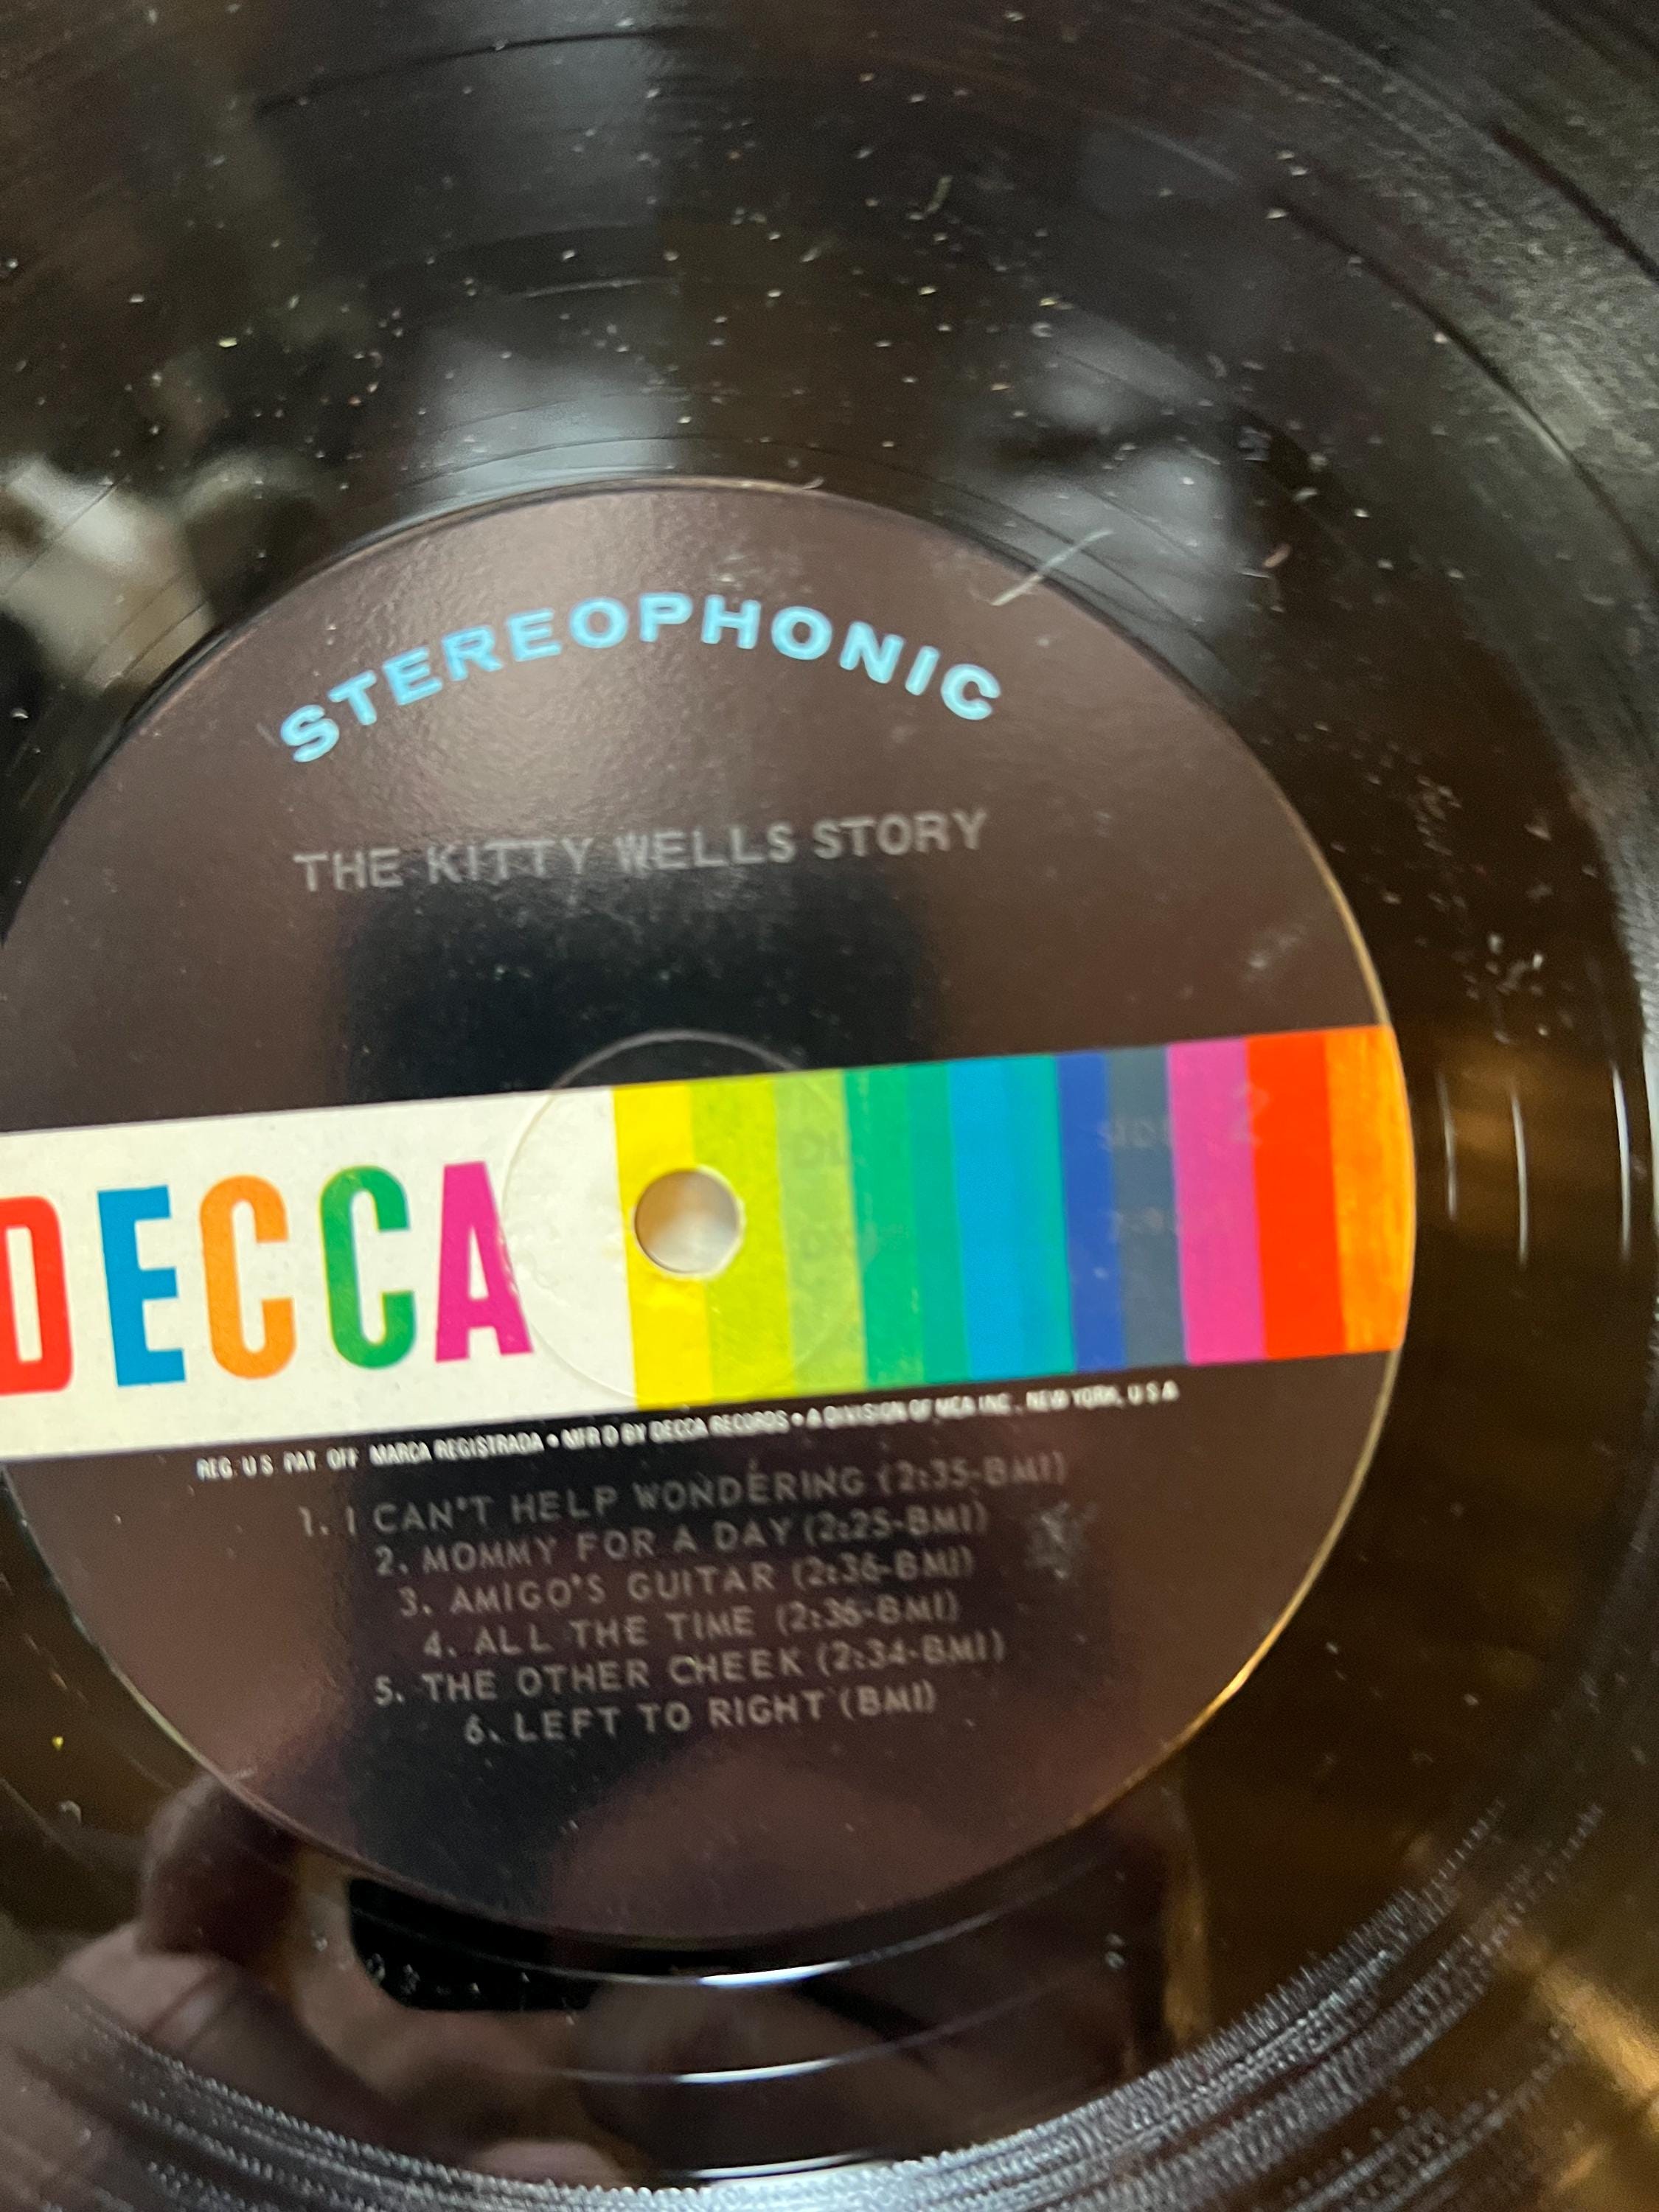 STEREOPHONIC
THE KITTY WELLS STORY
SIDE 2
DECCA
REG. U S PAT OFF MARCA REGISTRADA • MFR'D BY DECCA RECORDS • A DIVISION OF MCA INC., NEW YORK, U S A
1. I CAN'T HELP WONDERING (2:35-BMI)
2. MOMMY FOR A DAY (2:25-BMI)
3. AMIGO'S GUITAR (2:36-BMI)
4. ALL THE TIME (2:36-BMI)
5. THE OTHER CHEEK (2:34-BMI)
6. LEFT TO RIGHT (BMI)